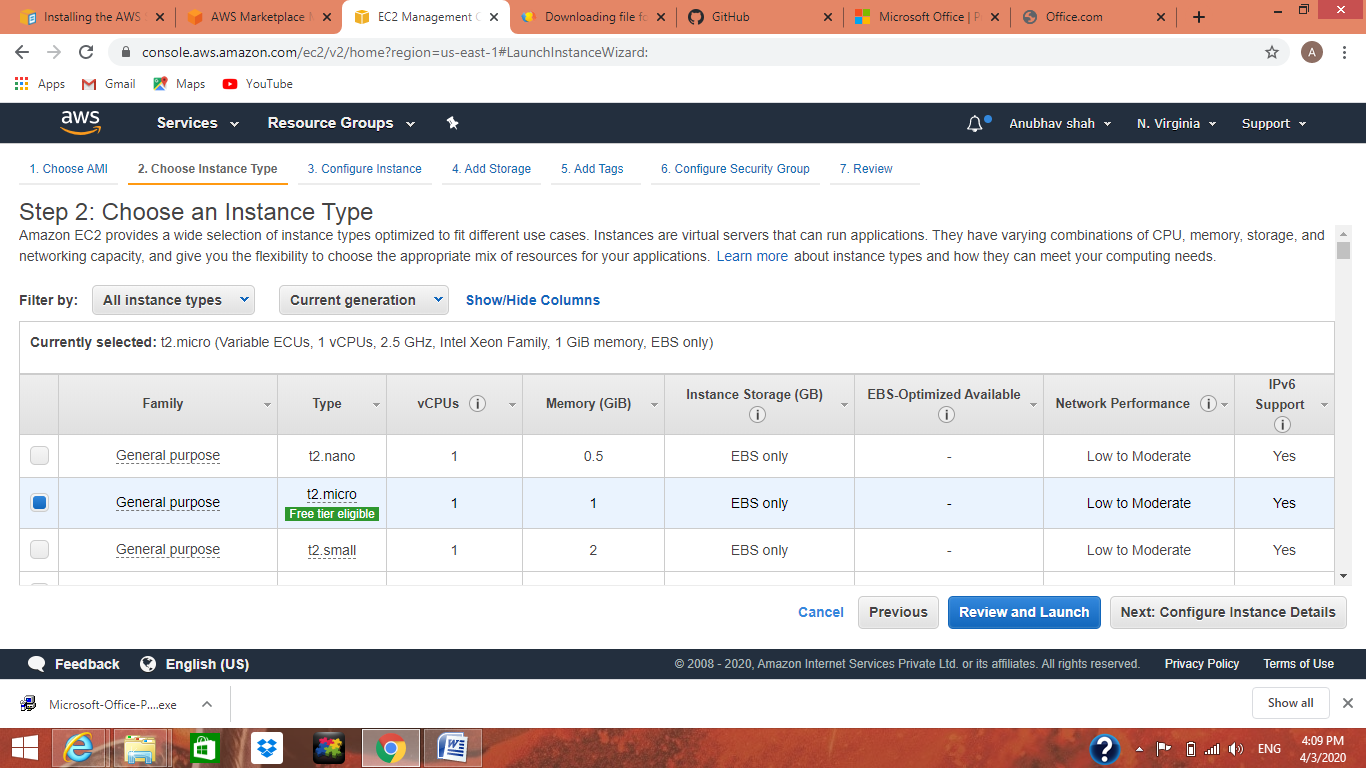 Installing the AWS
AWS Marketplace M
EC2 Management C
Downloading file fo
GitHub
Microsoft Office | P
Office.com
console.aws.amazon.com/ec2/v2/home?region=us-east-1#LaunchInstanceWizard:
A
Apps
Gmail
Maps
YouTube
aws
Services
Resource Groups
Anubhav shah
N. Virginia
Support
1. Choose AMI
2. Choose Instance Type
3. Configure Instance
4. Add Storage
5. Add Tags
6. Configure Security Group
7. Review
Step 2: Choose an Instance Type
Amazon EC2 provides a wide selection of instance types optimized to fit different use cases. Instances are virtual servers that can run applications. They have varying combinations of CPU, memory, storage, and
networking capacity, and give you the flexibility to choose the appropriate mix of resources for your applications. Learn more about instance types and how they can meet your computing needs.
Filter by: All instance types Current generation Show/Hide Columns
Currently selected: t2.micro (Variable ECUs, 1 vCPUs, 2.5 GHz, Intel Xeon Family, 1 GiB memory, EBS only)
Family Type vCPUs i Memory (GiB) Instance Storage (GB) i EBS-Optimized Available i Network Performance i IPv6 Support i
General purpose t2.nano 1 0.5 EBS only - Low to Moderate Yes
General purpose t2.micro 1 1 EBS only - Low to Moderate Yes
Free tier eligible
General purpose t2.small 1 2 EBS only - Low to Moderate Yes
Cancel Previous Review and Launch Next: Configure Instance Details
Feedback English (US) © 2008 - 2020, Amazon Internet Services Private Ltd. or its affiliates. All rights reserved. Privacy Policy Terms of Use
Microsoft-Office-P....exe
Show all
ENG
4:09 PM
4/3/2020